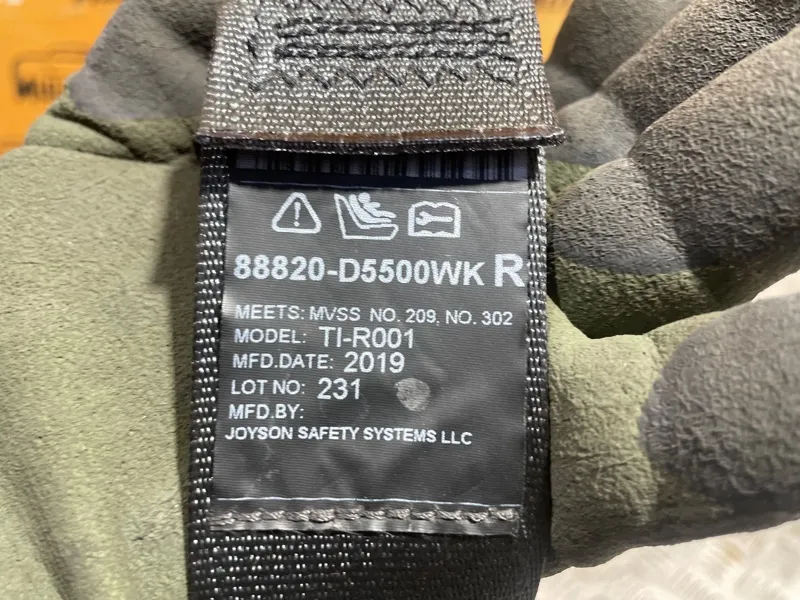 88820-D5500WK R
MEETS: MVSS NO. 209, NO. 302
MODEL: TI-R001
MFD.DATE: 2019
LOT NO: 231
MFD.BY:
JOYSON SAFETY SYSTEMS LLC